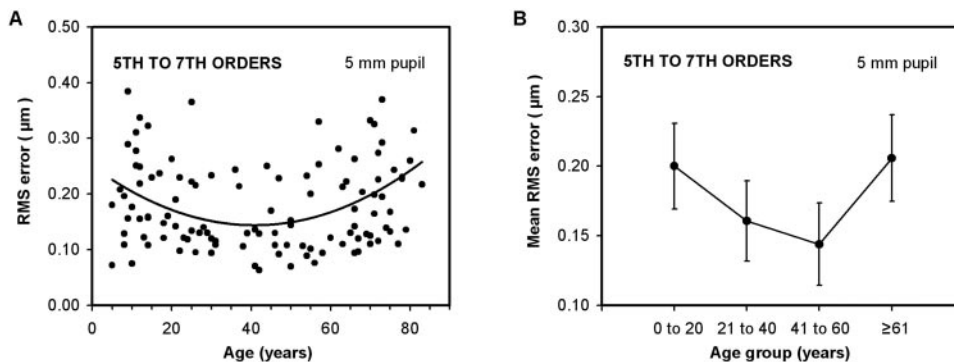 A
0.50
0.40
0.30
0.20
0.10
0.00
RMS error ( µm )
5TH TO 7TH ORDERS 5 mm pupil
0 20 40 60 80
Age (years)
B
0.30
0.25
0.20
0.15
0.10
Mean RMS error ( µm)
5TH TO 7TH ORDERS 5 mm pupil
0 to 20 21 to 40 41 to 60 ≥61
Age group (years)